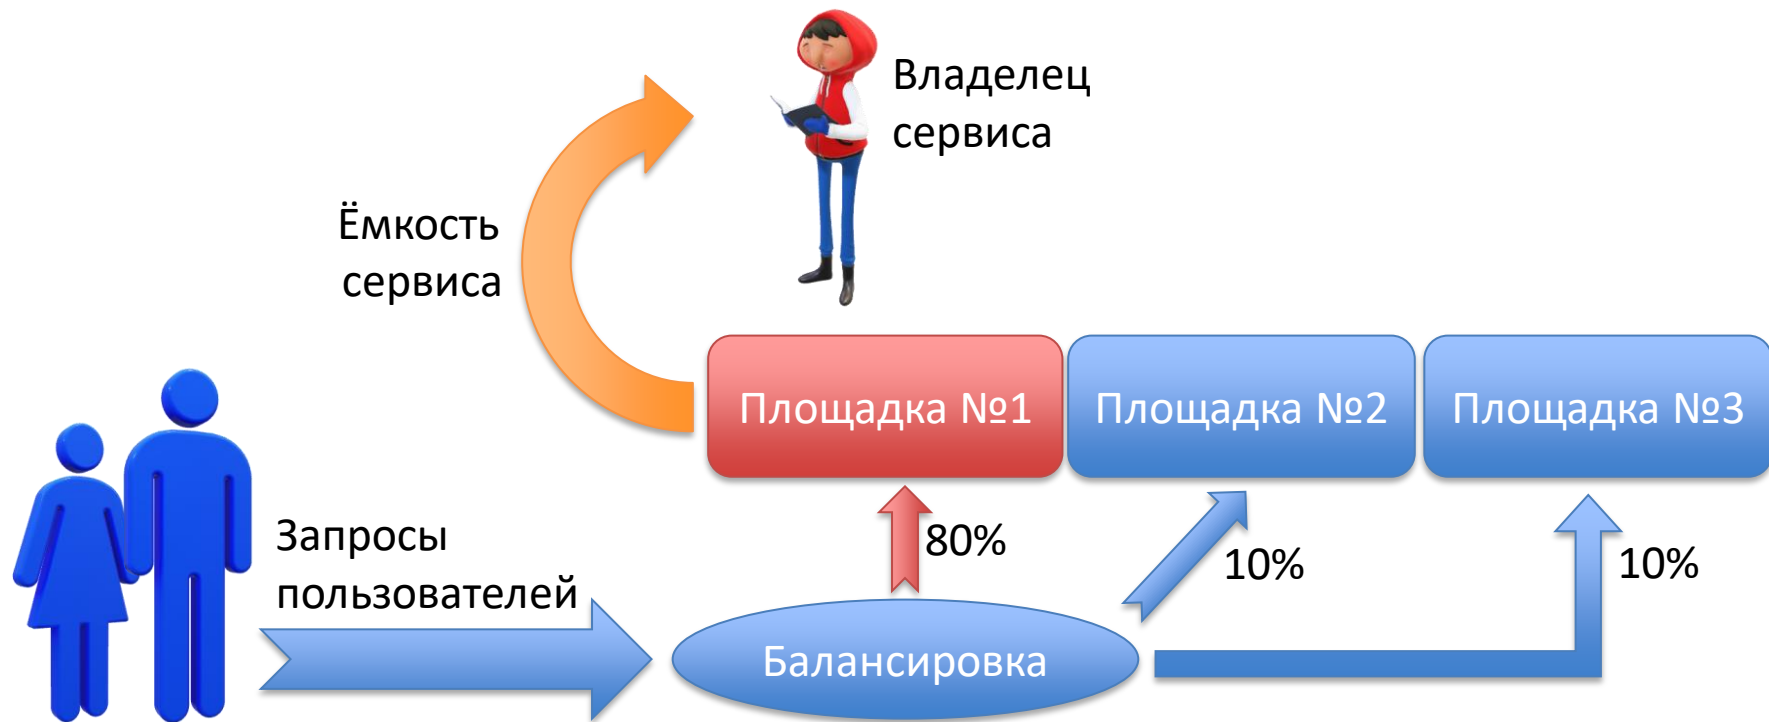 Владелец
сервиса
Ёмкость
сервиса
Площадка №1
Площадка №2
Площадка №3
80%
10%
10%
Запросы
пользователей
Балансировка